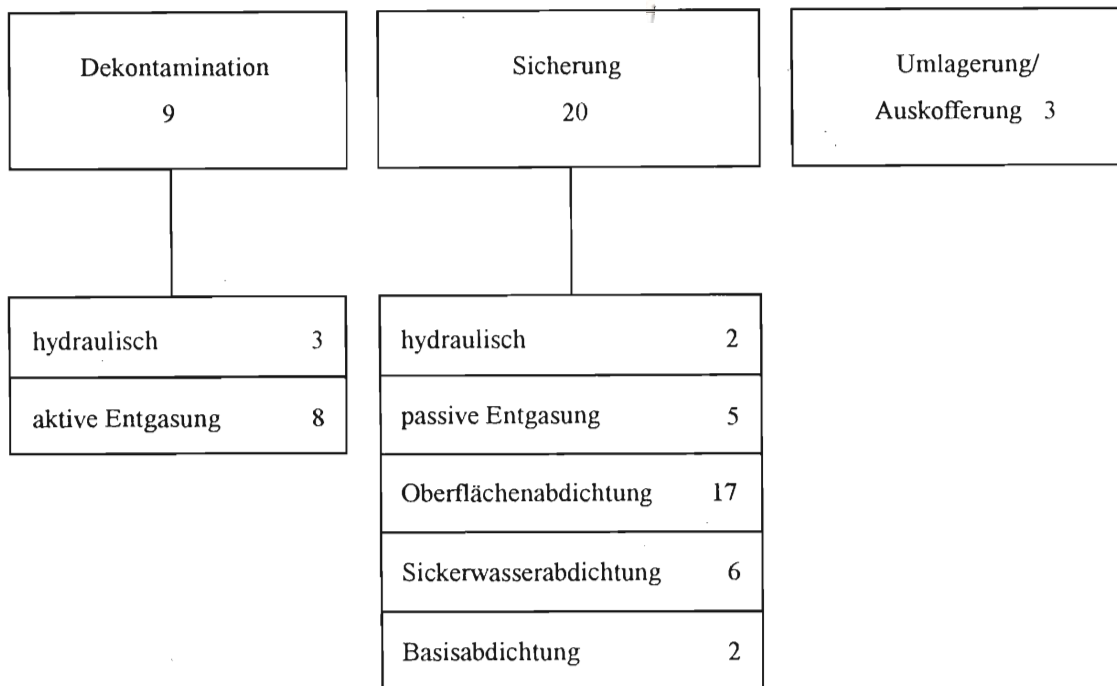 Dekontamination
9
Sicherung
20
Umlagerung/
Auskofferung 3
hydraulisch 3
aktive Entgasung 8
hydraulisch 2
passive Entgasung 5
Oberflächenabdichtung 17
Sickerwasserabdichtung 6
Basisabdichtung 2